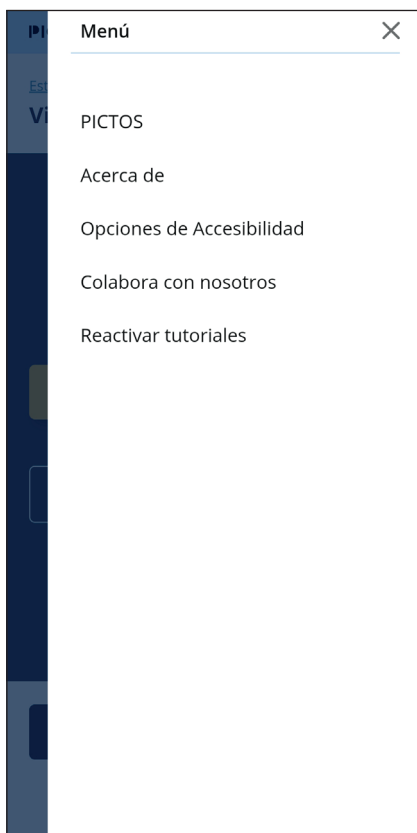 Menú
PICTOS
Acerca de
Opciones de Accesibilidad
Colabora con nosotros
Reactivar tutoriales